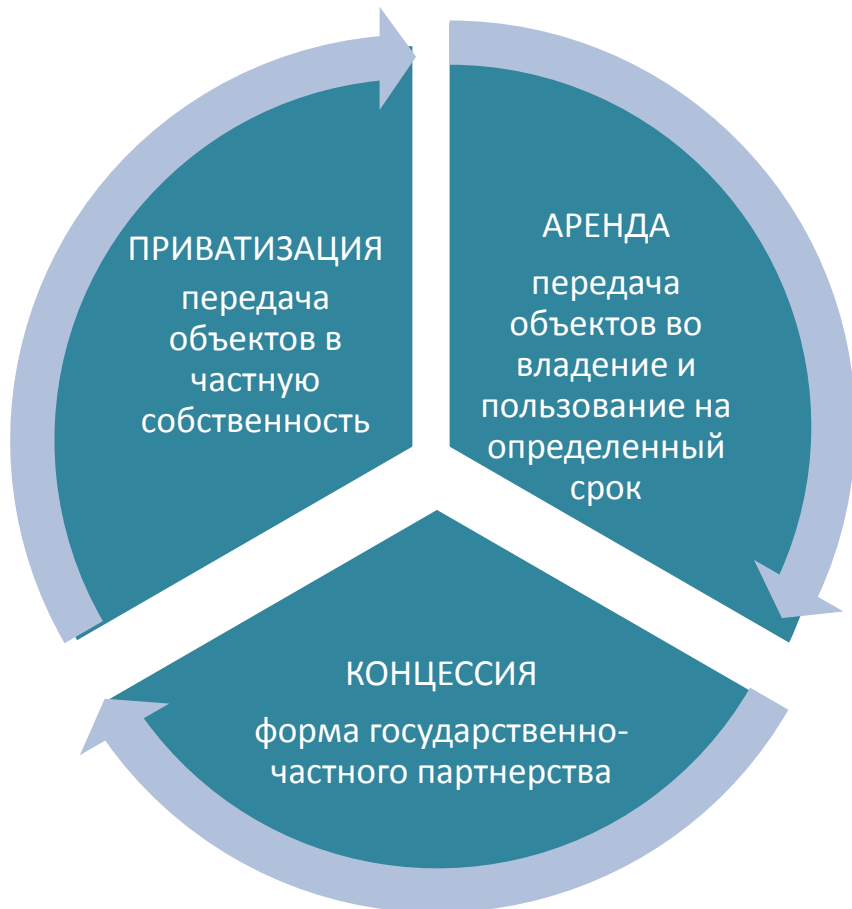 ПРИВАТИЗАЦИЯ
передача
объектов в
частную
собственность
АРЕНДА
передача
объектов во
владение и
пользование на
определенный
срок
КОНЦЕССИЯ
форма государственно-
частного партнерства